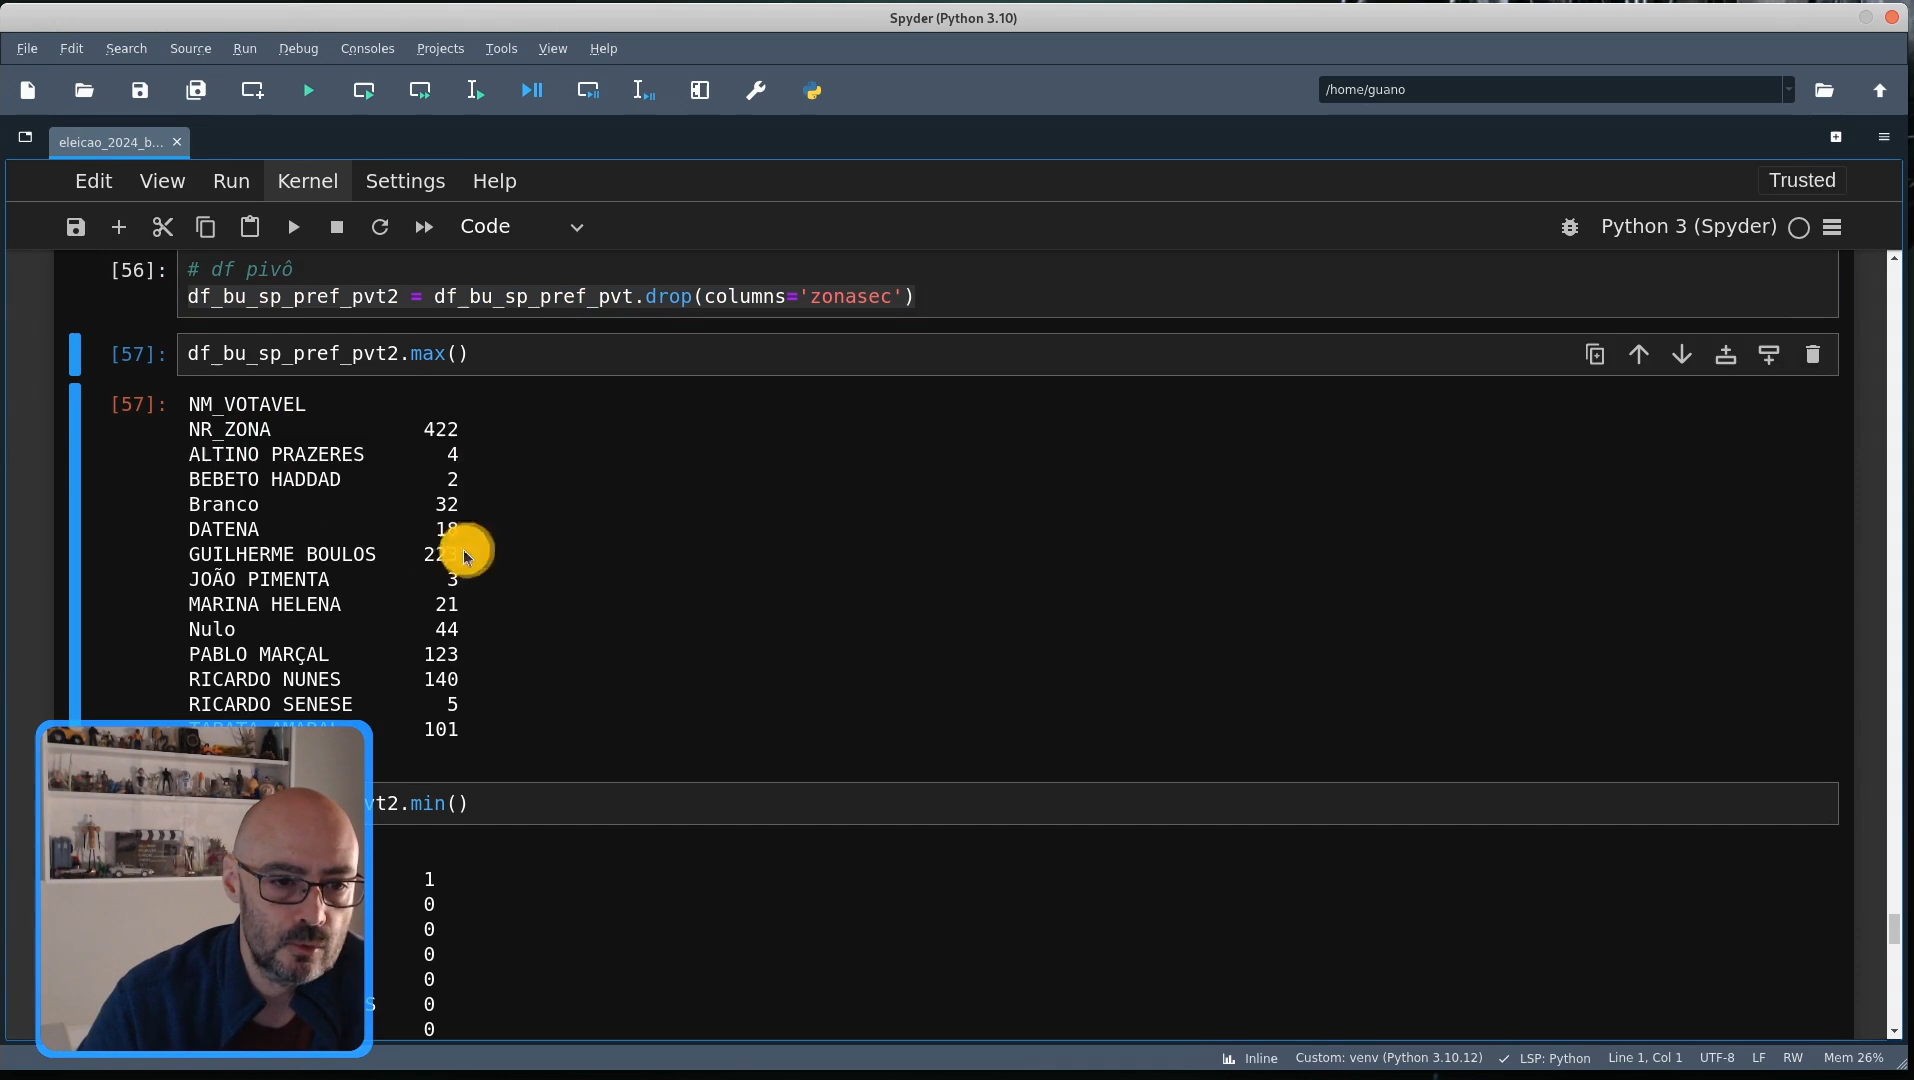 Spyder (Python 3.10)
File Edit Search Source Run Debug Consoles Projects Tools View Help
/home/guano
eleicao_2024_b...
Edit View Run Kernel Settings Help Trusted
Code Python 3 (Spyder)
[56]: # df pivô
df_bu_sp_pref_pvt2 = df_bu_sp_pref_pvt.drop(columns='zonasec')
[57]: df_bu_sp_pref_pvt2.max()
[57]: NM_VOTAVEL
NR_ZONA 422
ALTINO PRAZERES 4
BEBETO HADDAD 2
Branco 32
DATENA 18
GUILHERME BOULOS 223
JOÃO PIMENTA 3
MARINA HELENA 21
Nulo 44
PABLO MARÇAL 123
RICARDO NUNES 140
RICARDO SENESE 5
TABATA AMARAL 101
vt2.min()
1
0
0
0
0
S 0
0
Inline Custom: venv (Python 3.10.12) LSP: Python Line 1, Col 1 UTF-8 LF RW Mem 26%